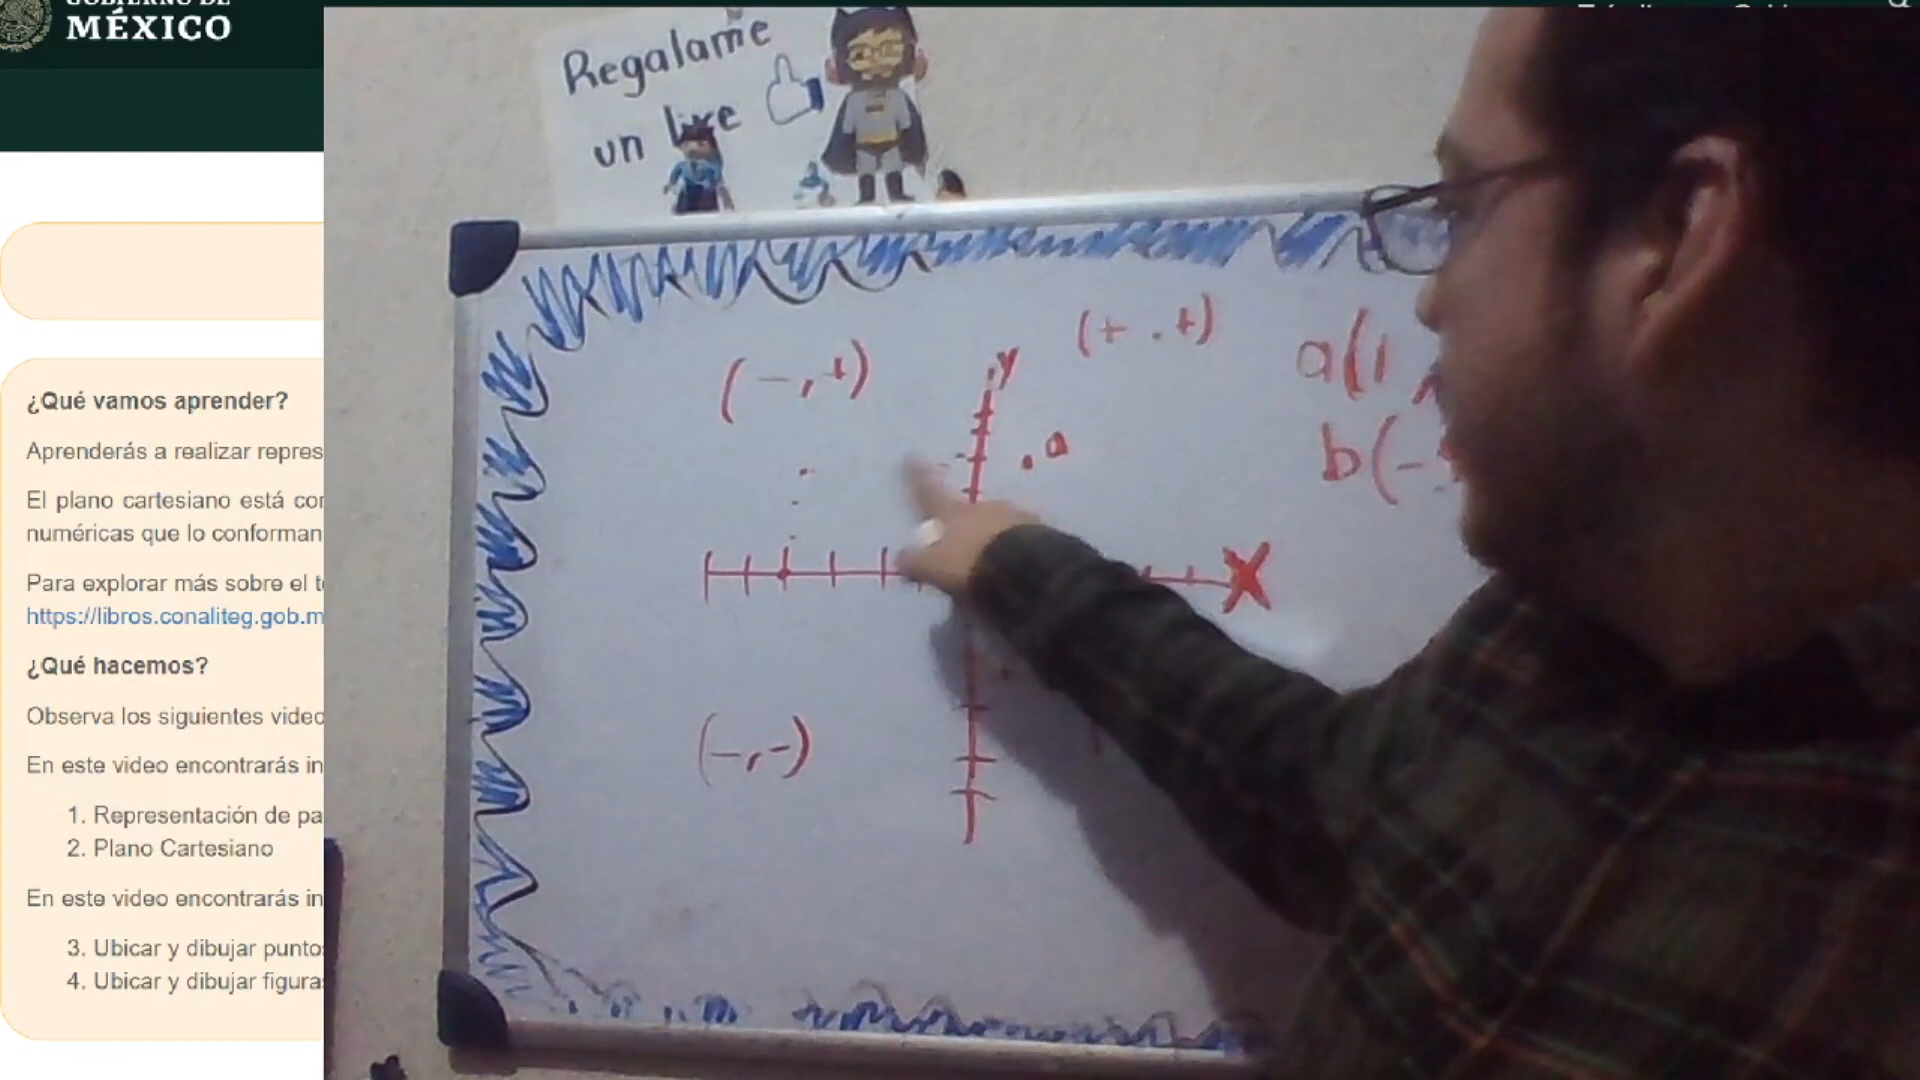 MÉXICO
¿Qué vamos aprender?
Aprenderás a realizar repres
El plano cartesiano está con
numéricas que lo conforman
Para explorar más sobre el t
https://libros.conaliteg.gob.m
¿Qué hacemos?
Observa los siguientes video
En este video encontrarás in
1. Representación de pa
2. Plano Cartesiano
En este video encontrarás in
3. Ubicar y dibujar punto
4. Ubicar y dibujar figura
Regalame
un like
(-,+)
y
(+.+)
a(1
. a
b(-
X
(-,-)